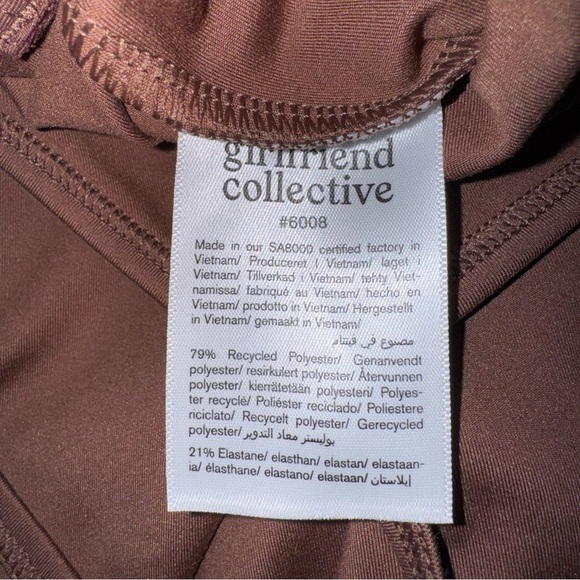 girlfriend
collective
#6008
Made in our SA8000 certified factory in
Vietnam/ Produceret i Vietnam/ laget i
Vietnam/ Tillverkad i Vietnam/ tehty Viet-
namissa/ fabriqué au Vietnam/ hecho en
Vietnam/ prodotto in Vietnam/ Hergestellt
in Vietnam/ gemaakt in Vietnam/
مصنوع في فيتنام
79% Recycled Polyester/ Genanvendt
polyester/ resirkulert polyester/ Återvunnen
polyester/ kierrätetään polyesteri/ Polyes-
ter recyclé/ Poliéster reciclado/ Poliestere
riciclato/ Recycelt polyester/ Gerecycled
polyester/ بوليستر معاد التدوير
21% Elastane/ elasthan/ elastan/ elastaan-
ia/ élasthane/ elastano/ elastaan/ إيلاستان